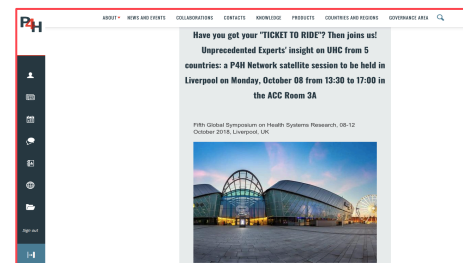 P4H
ABOUT NEWS AND EVENTS COLLABORATIONS CONTACTS KNOWLEDGE PRODUCTS COUNTRIES AND REGIONS GOVERNANCE AREA
Have you got your "TICKET TO RIDE"? Then joins us!
Unprecedented Experts' insight on UHC from 5
countries: a P4H Network satellite session to be held in
Liverpool on Monday, October 08 from 13:30 to 17:00 in
the ACC Room 3A
Fifth Global Symposium on Health Systems Research, 08-12
October 2018, Liverpool, UK
Sign out